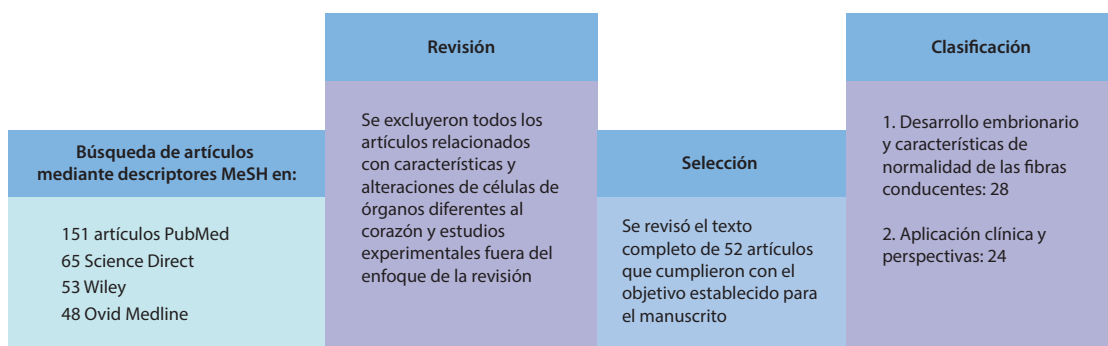 Búsqueda de artículos
mediante descriptores MeSH en:
151 artículos PubMed
65 Science Direct
53 Wiley
48 Ovid Medline
Revisión
Se excluyeron todos los
artículos relacionados
con características y
alteraciones de células de
órganos diferentes al
corazón y estudios
experimentales fuera del
enfoque de la revisión
Selección
Se revisó el texto
completo de 52 artículos
que cumplieron con el
objetivo establecido para
el manuscrito
Clasificación
1. Desarrollo embrionario
y características de
normalidad de las fibras
conducentes: 28
2. Aplicación clínica y
perspectivas: 24